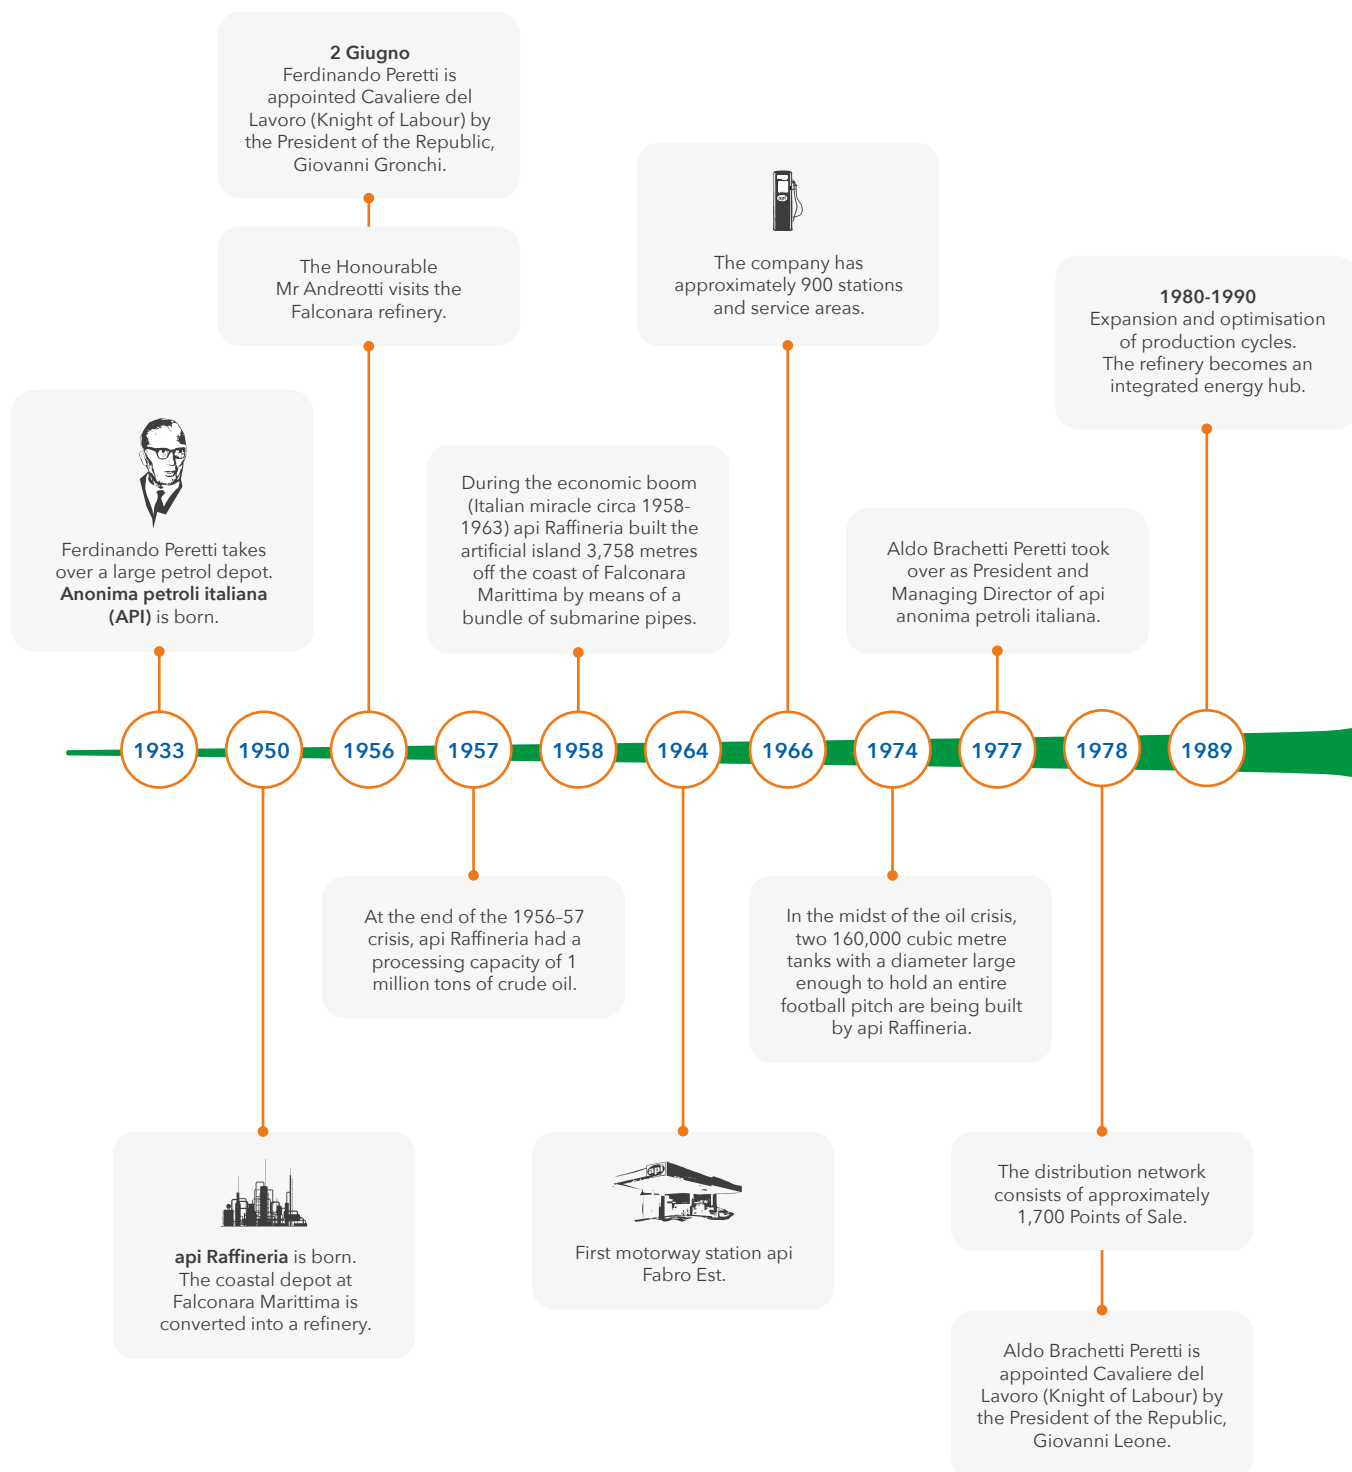 2 Giugno
Ferdinando Peretti is
appointed Cavaliere del
Lavoro (Knight of Labour) by
the President of the Republic,
Giovanni Gronchi.
The Honourable
Mr Andreotti visits the
Falconara refinery.
api
The company has
approximately 900 stations
and service areas.
1980-1990
Expansion and optimisation
of production cycles.
The refinery becomes an
integrated energy hub.
Ferdinando Peretti takes
over a large petrol depot.
Anonima petroli italiana
(API) is born.
During the economic boom
(Italian miracle circa 1958-
1963) api Raffineria built the
artificial island 3,758 metres
off the coast of Falconara
Marittima by means of a
bundle of submarine pipes.
Aldo Brachetti Peretti took
over as President and
Managing Director of api
anonima petroli italiana.
1933
1950
1956
1957
1958
1964
1966
1974
1977
1978
1989
At the end of the 1956–57
crisis, api Raffineria had a
processing capacity of 1
million tons of crude oil.
In the midst of the oil crisis,
two 160,000 cubic metre
tanks with a diameter large
enough to hold an entire
football pitch are being built
by api Raffineria.
api Raffineria is born.
The coastal depot at
Falconara Marittima is
converted into a refinery.
api
First motorway station api
Fabro Est.
The distribution network
consists of approximately
1,700 Points of Sale.
Aldo Brachetti Peretti is
appointed Cavaliere del
Lavoro (Knight of Labour) by
the President of the Republic,
Giovanni Leone.